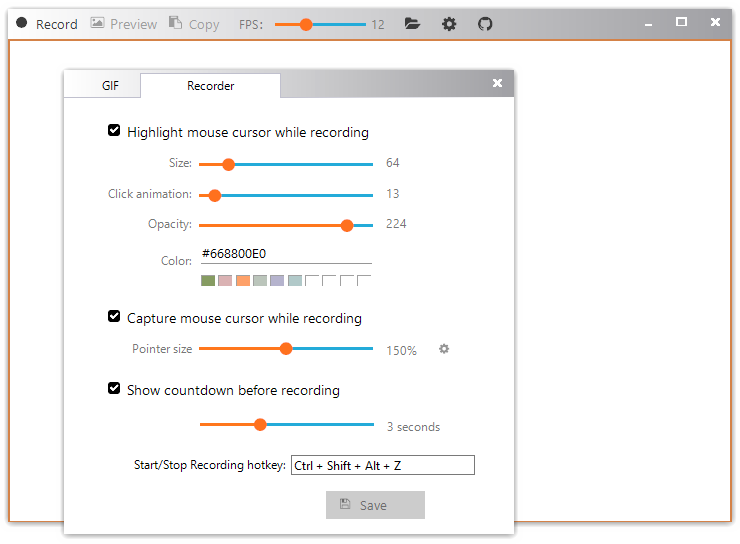 Record Preview Copy FPS: 12
GIF Recorder
Highlight mouse cursor while recording
Size: 64
Click animation: 13
Opacity: 224
Color: #668800E0
Capture mouse cursor while recording
Pointer size 150%
Show countdown before recording
3 seconds
Start/Stop Recording hotkey: Ctrl + Shift + Alt + Z
Save